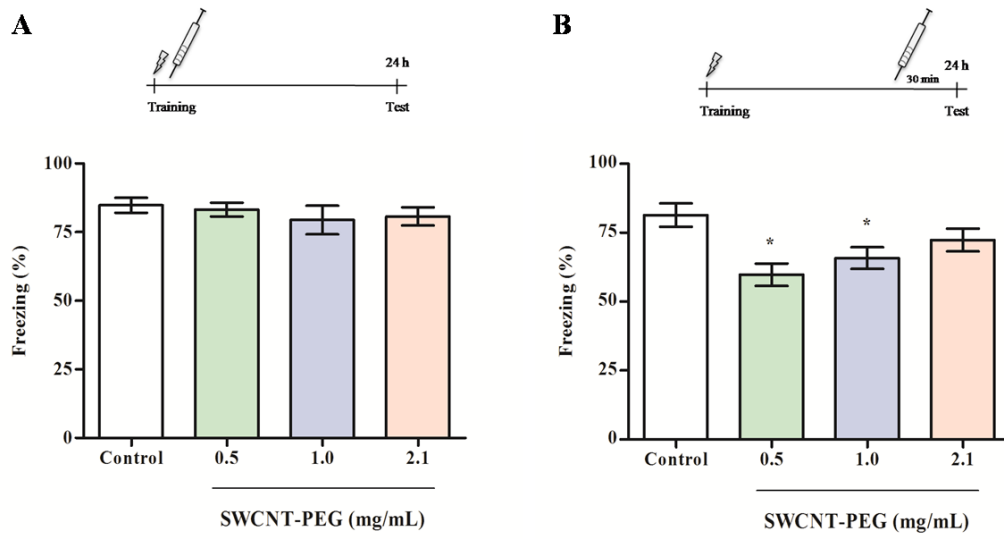 A
24 h
Training
Test
100
75
50
25
0
Freezing (%)
Control
0.5
1.0
2.1
SWCNT-PEG (mg/mL)
B
24 h
30 min
Training
Test
100
75
50
25
0
Freezing (%)
*
*
Control
0.5
1.0
2.1
SWCNT-PEG (mg/mL)